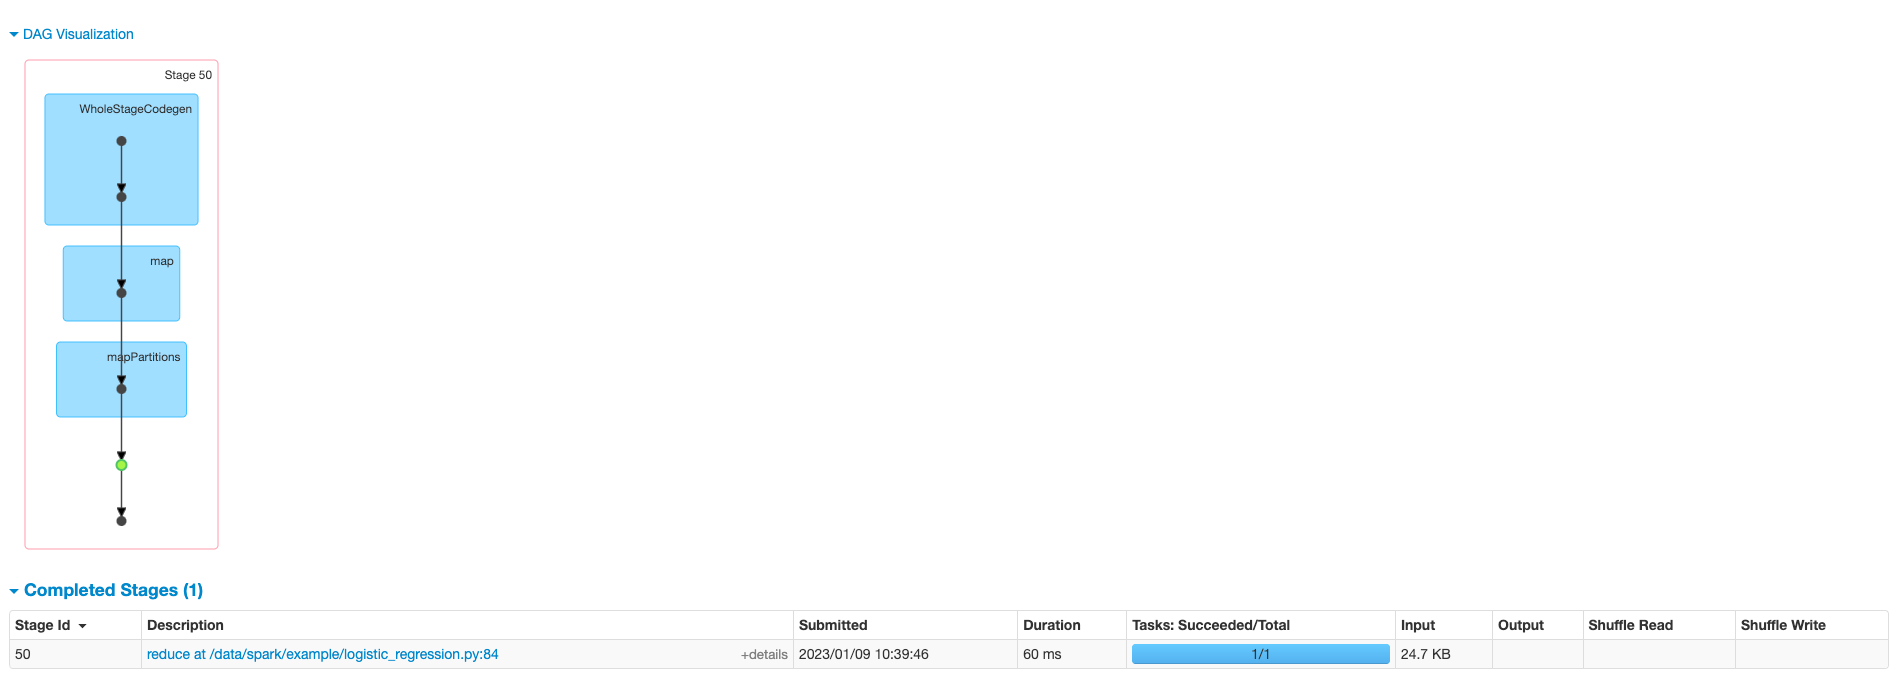 DAG Visualization
Stage 50
WholeStageCodegen
map
mapPartitions
Completed Stages (1)
Stage Id Description Submitted Duration Tasks: Succeeded/Total Input Output Shuffle Read Shuffle Write
50 reduce at /data/spark/example/logistic_regression.py:84 +details 2023/01/09 10:39:46 60 ms 1/1 24.7 KB